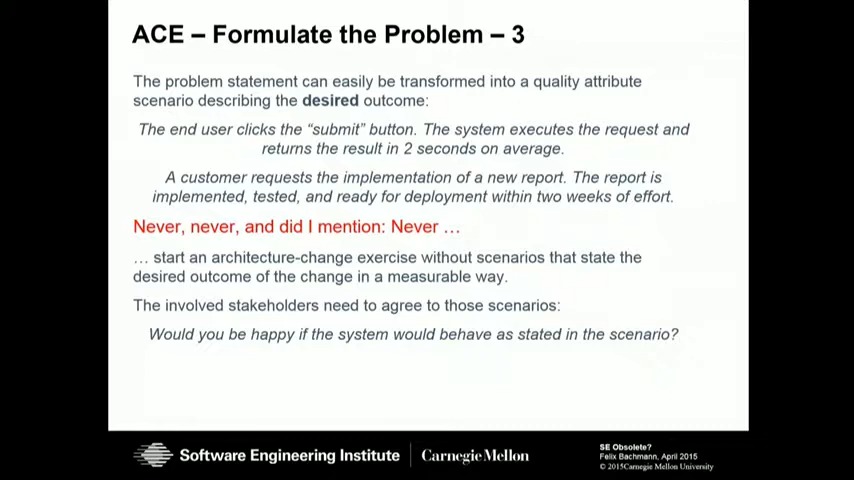 ACE – Formulate the Problem – 3
The problem statement can easily be transformed into a quality attribute
scenario describing the desired outcome:
The end user clicks the “submit” button. The system executes the request and
returns the result in 2 seconds on average.
A customer requests the implementation of a new report. The report is
implemented, tested, and ready for deployment within two weeks of effort.
Never, never, and did I mention: Never …
… start an architecture-change exercise without scenarios that state the
desired outcome of the change in a measurable way.
The involved stakeholders need to agree to those scenarios:
Would you be happy if the system would behave as stated in the scenario?
Software Engineering Institute
Carnegie Mellon
SE Obsolete?
Felix Bachmann, April 2015
© 2015Carnegie Mellon University